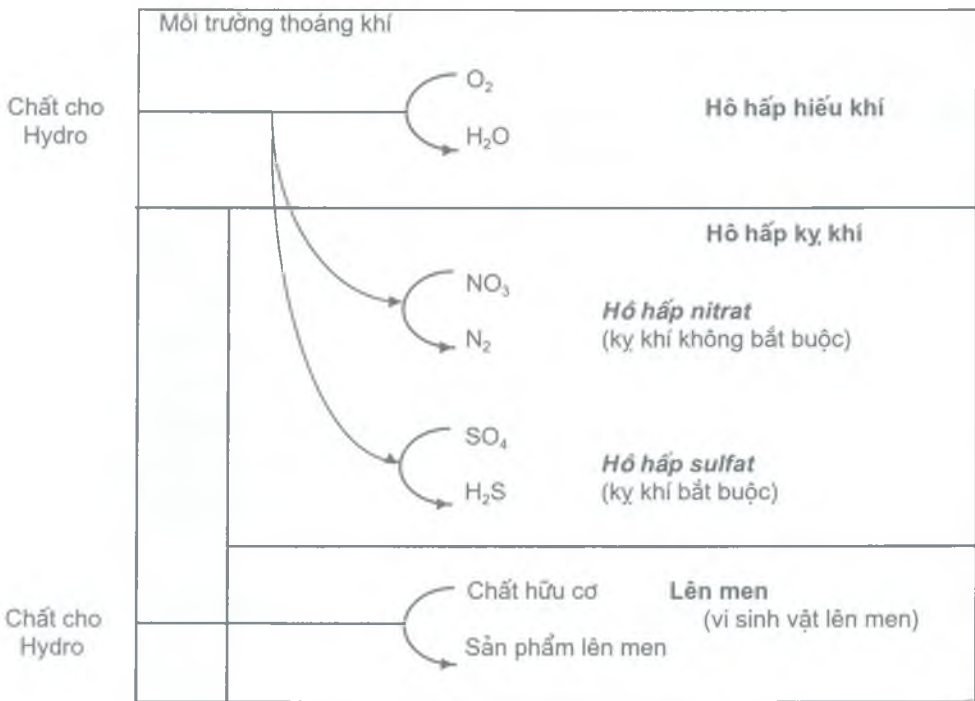 Môi trường thoáng khí
Chất cho
Hydro
O₂
H₂O
Hô hấp hiếu khí
Hô hấp kỵ khí
NO₃
N₂
Hô hấp nitrat
(kỵ khí không bắt buộc)
SO₄
H₂S
Hô hấp sulfat
(kỵ khí bắt buộc)
Chất cho
Hydro
Chất hữu cơ
Sản phẩm lên men
Lên men
(vi sinh vật lên men)